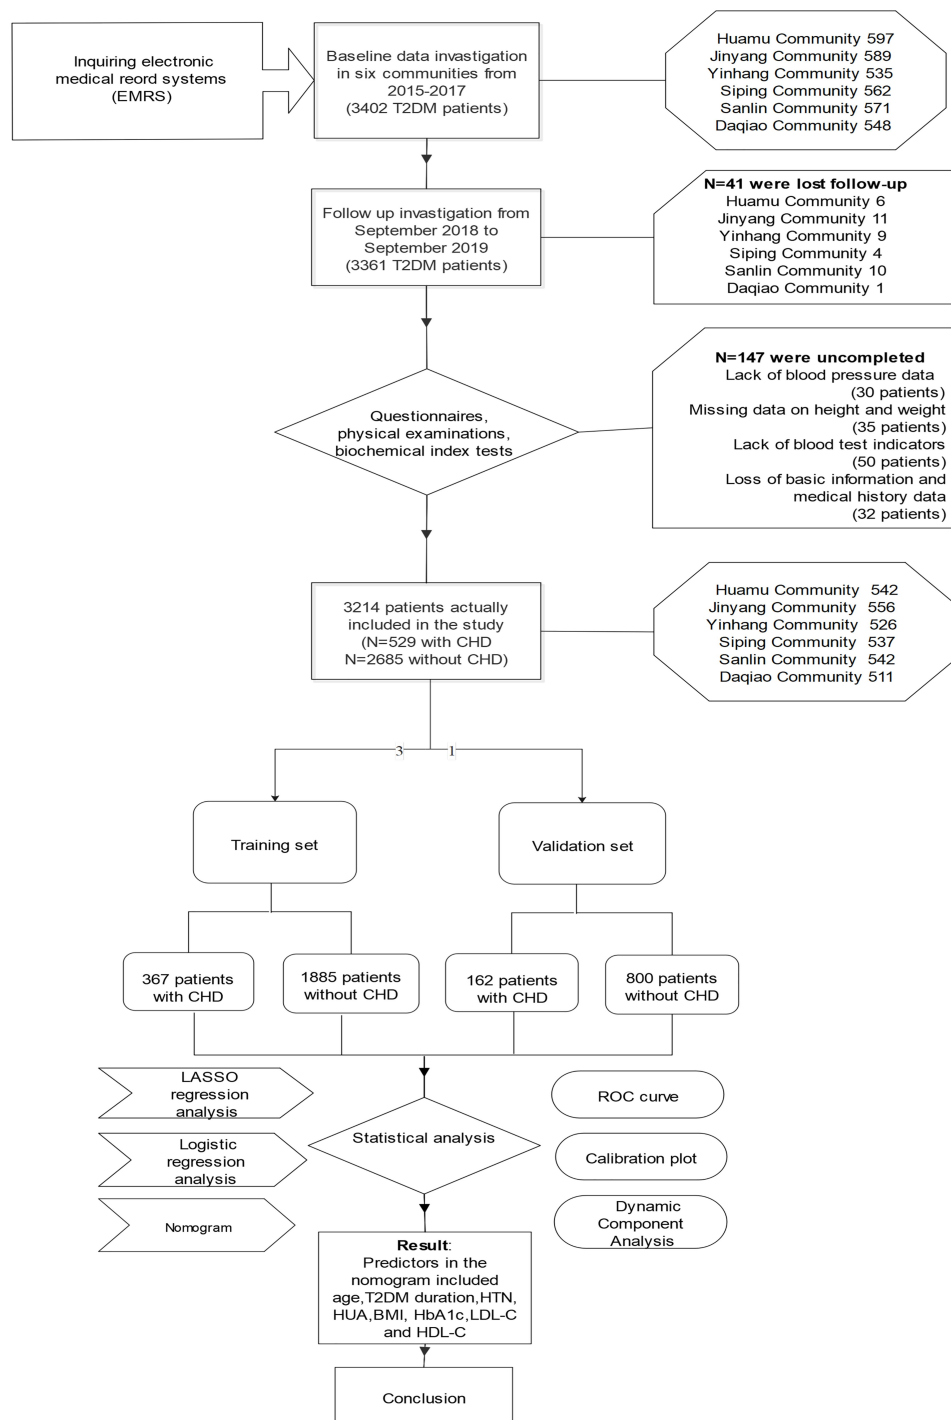 Inquiring electronic
medical reord systems
(EMRS)
Baseline data invastigation
in six communities from
2015-2017
(3402 T2DM patients)
Huamu Community 597
Jinyang Community 589
Yinhang Community 535
Siping Community 562
Sanlin Community 571
Daqiao Community 548
Follow up invastigation from
September 2018 to
September 2019
(3361 T2DM patients)
N=41 were lost follow-up
Huamu Community 6
Jinyang Community 11
Yinhang Community 9
Siping Community 4
Sanlin Community 10
Daqiao Community 1
Questionnaires,
physical examinations,
biochemical index tests
N=147 were uncompleted
Lack of blood pressure data
(30 patients)
Missing data on height and weight
(35 patients)
Lack of blood test indicators
(50 patients)
Loss of basic information and
medical history data
(32 patients)
3214 patients actually
included in the study
(N=529 with CHD
N=2685 without CHD)
Huamu Community 542
Jinyang Community 556
Yinhang Community 526
Siping Community 537
Sanlin Community 542
Daqiao Community 511
3
1
Training set
Validation set
367 patients
with CHD
1885 patients
without CHD
162 patients
with CHD
800 patients
without CHD
LASSO
regression
analysis
Logistic
regression
analysis
Nomogram
Statistical analysis
ROC curve
Calibration plot
Dynamic
Component
Analysis
Result:
Predictors in the
nomogram included
age,T2DM duration,HTN,
HUA,BMI, HbA1c,LDL-C
and HDL-C
Conclusion